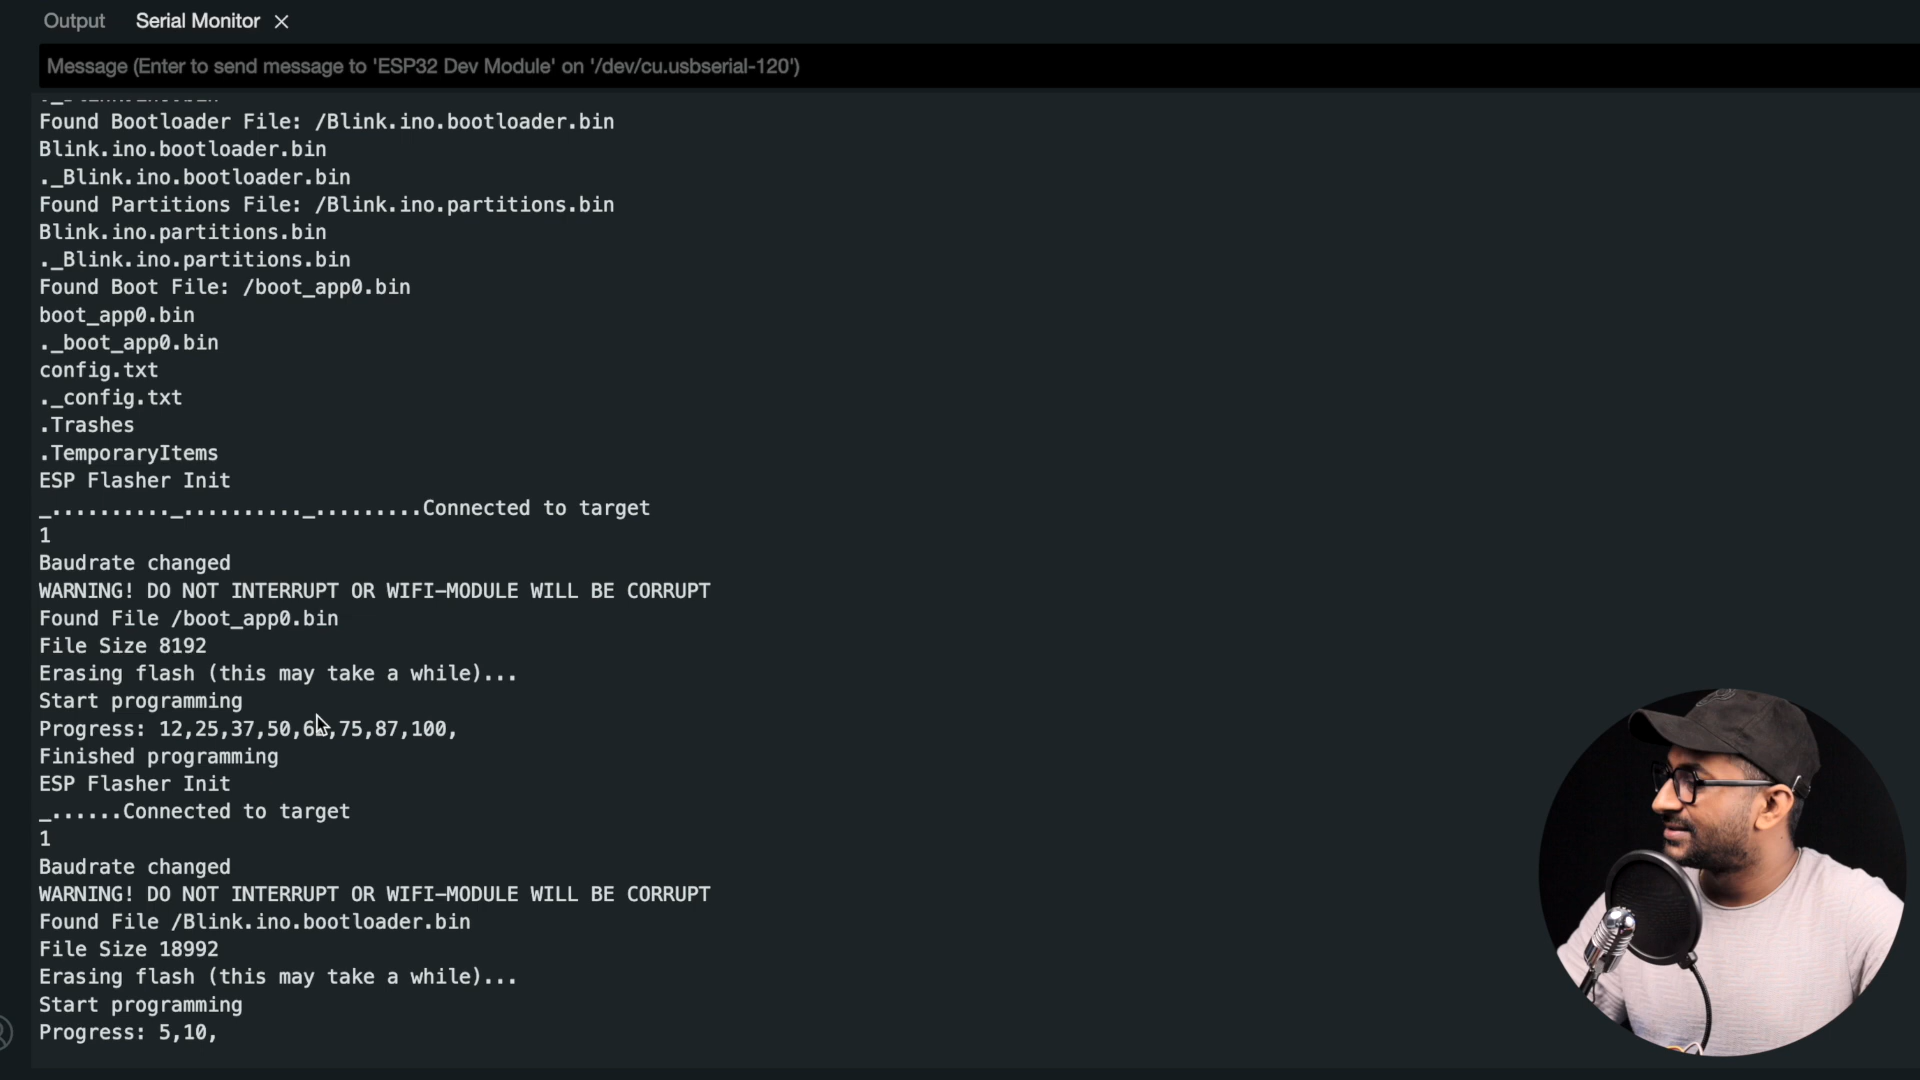 Output Serial Monitor
Message (Enter to send message to 'ESP32 Dev Module' on '/dev/cu.usbserial-120')
Found Bootloader File: /Blink.ino.bootloader.bin
Blink.ino.bootloader.bin
._Blink.ino.bootloader.bin
Found Partitions File: /Blink.ino.partitions.bin
Blink.ino.partitions.bin
._Blink.ino.partitions.bin
Found Boot File: /boot_app0.bin
boot_app0.bin
._boot_app0.bin
config.txt
._config.txt
.Trashes
.TemporaryItems
ESP Flasher Init
_.........._.........._.........Connected to target
1
Baudrate changed
WARNING! DO NOT INTERRUPT OR WIFI-MODULE WILL BE CORRUPT
Found File /boot_app0.bin
File Size 8192
Erasing flash (this may take a while)...
Start programming
Progress: 12,25,37,50,6 ,75,87,100,
Finished programming
ESP Flasher Init
_......Connected to target
1
Baudrate changed
WARNING! DO NOT INTERRUPT OR WIFI-MODULE WILL BE CORRUPT
Found File /Blink.ino.bootloader.bin
File Size 18992
Erasing flash (this may take a while)...
Start programming
Progress: 5,10,